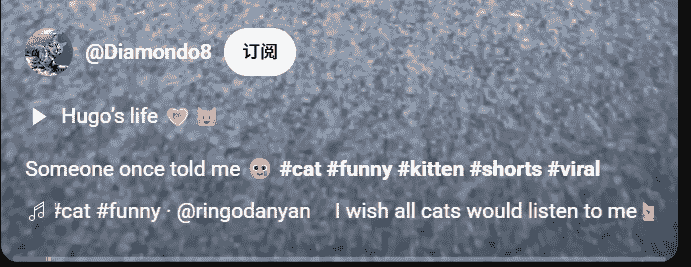 @Diamondo8 订阅
Hugo's life
Someone once told me #cat #funny #kitten #shorts #viral
#cat #funny · @ringodanyan I wish all cats would listen to me